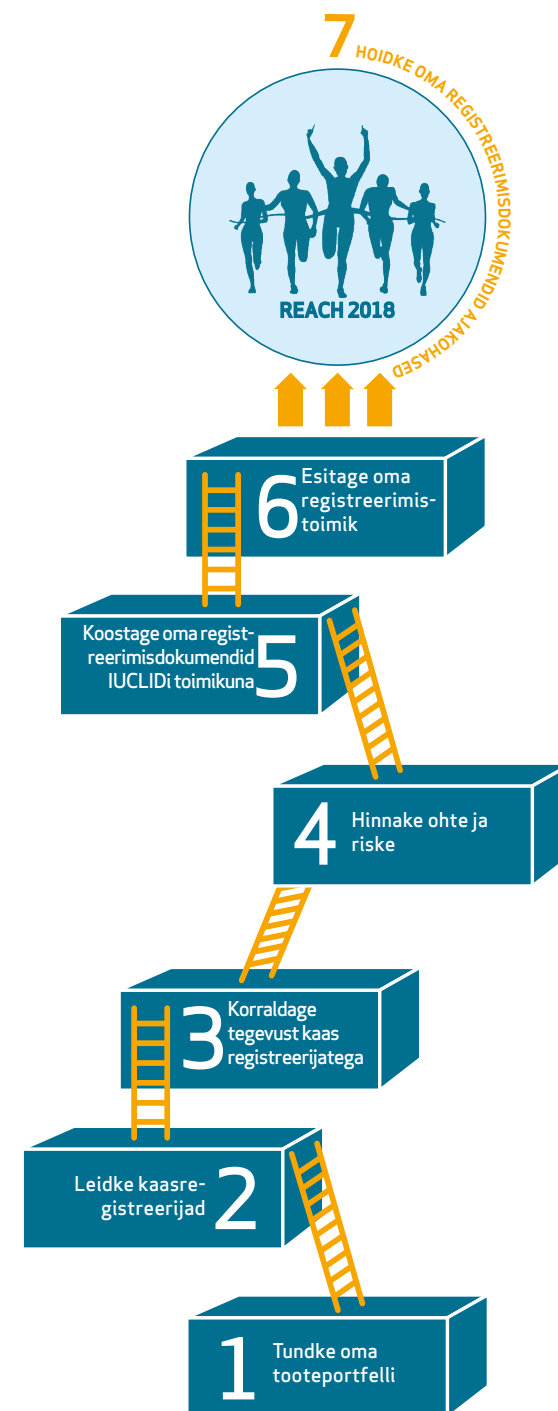 7 HOIDKE OMA REGISTREERIMISDOKUMENDID AJAKOHASED
REACH 2018
6
Esitage oma
registreerimis-
toimik
Koostage oma regist-
reerimisdokumendid
IUCLIDi toimikuna
5
4
Hinnake ohte ja
riske
3
Korraldage
tegevust kaas
registreerijatega
Leidke kaasre-
gistreerijad
2
1
Tundke oma
tooteportfelli